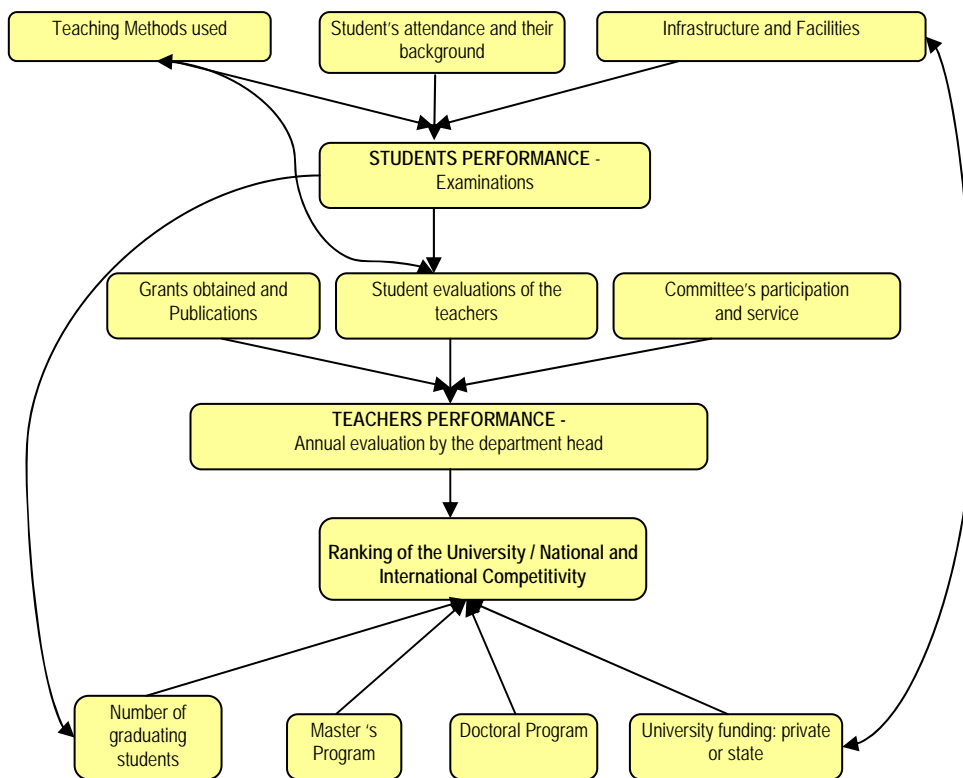 Teaching Methods used
Student's attendance and their
background
Infrastructure and Facilities
STUDENTS PERFORMANCE -
Examinations
Grants obtained and
Publications
Student evaluations of the
teachers
Committee's participation
and service
TEACHERS PERFORMANCE -
Annual evaluation by the department head
Ranking of the University / National and
International Competitivity
Number of
graduating
students
Master 's
Program
Doctoral Program
University funding: private
or state